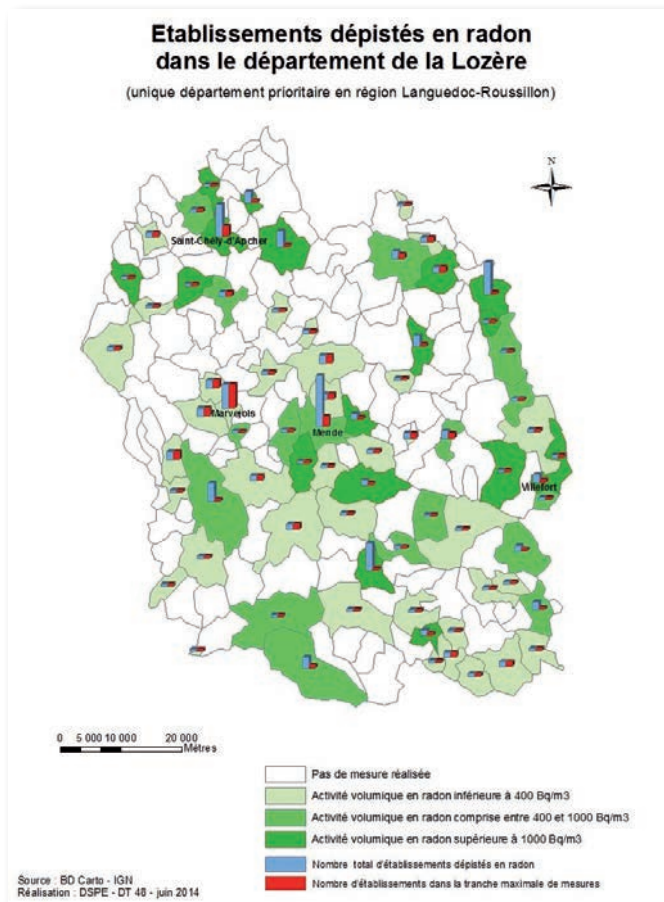 Etablissements dépistés en radon
dans le département de la Lozère
(unique département prioritaire en région Languedoc-Roussillon)
N
Saint-Chély-d'Apcher
Marvejols
Mende
Villefort
0 5 000 10 000 20 000
Mètres
Pas de mesure réalisée
Activité volumique en radon inférieure à 400 Bq/m3
Activité volumique en radon comprise entre 400 et 1000 Bq/m3
Activité volumique en radon supérieure à 1000 Bq/m3
Nombre total d'établissements dépistés en radon
Nombre d'établissements dans la tranche maximale de mesures
Source : BD Carto - IGN
Réalisation : DSPE - DT 48 - juin 2014